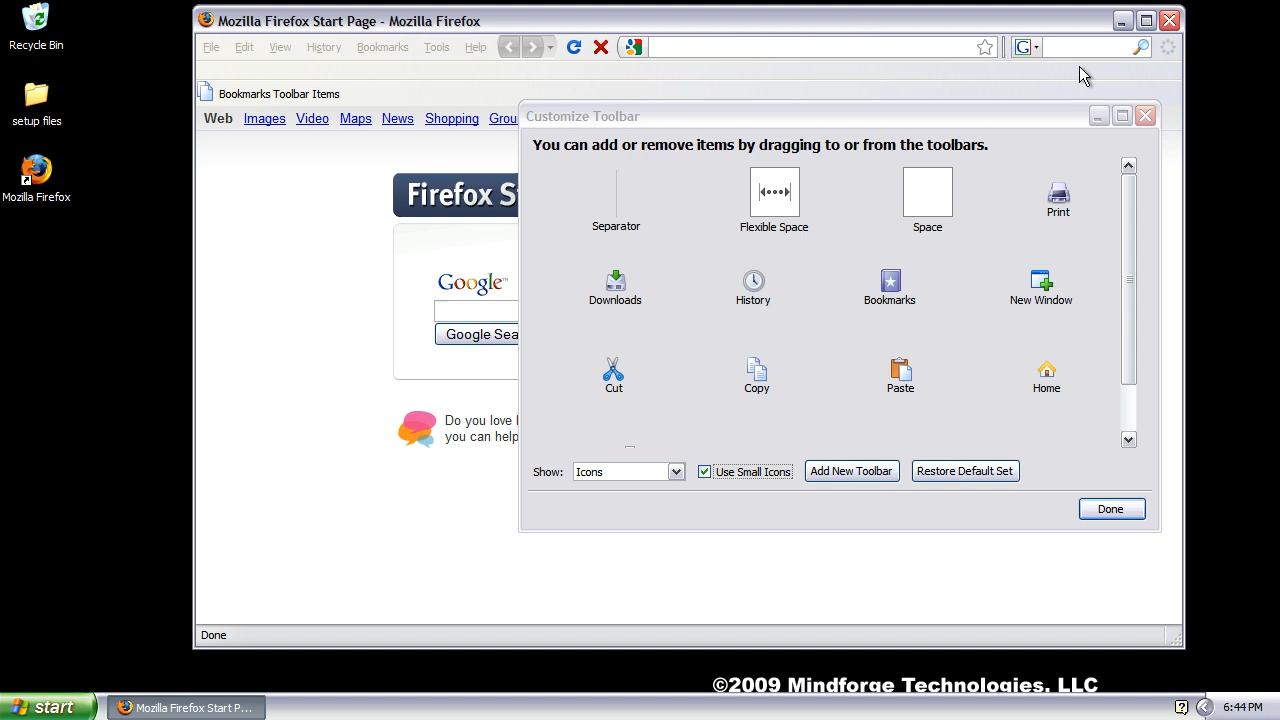 Recycle Bin
setup files
Mozilla Firefox
Mozilla Firefox Start Page - Mozilla Firefox
File Edit View History Bookmarks Tools Help
G
Bookmarks Toolbar Items
Web Images Video Maps News Shopping Grou
Firefox S
Google™
Google Sea
Do you love
you can help
Customize Toolbar
You can add or remove items by dragging to or from the toolbars.
Separator Flexible Space Space Print
Downloads History Bookmarks New Window
Cut Copy Paste Home
Show: Icons Use Small Icons Add New Toolbar Restore Default Set
Done
Done
©2009 Mindforge Technologies, LLC
start Mozilla Firefox Start P... 6:44 PM